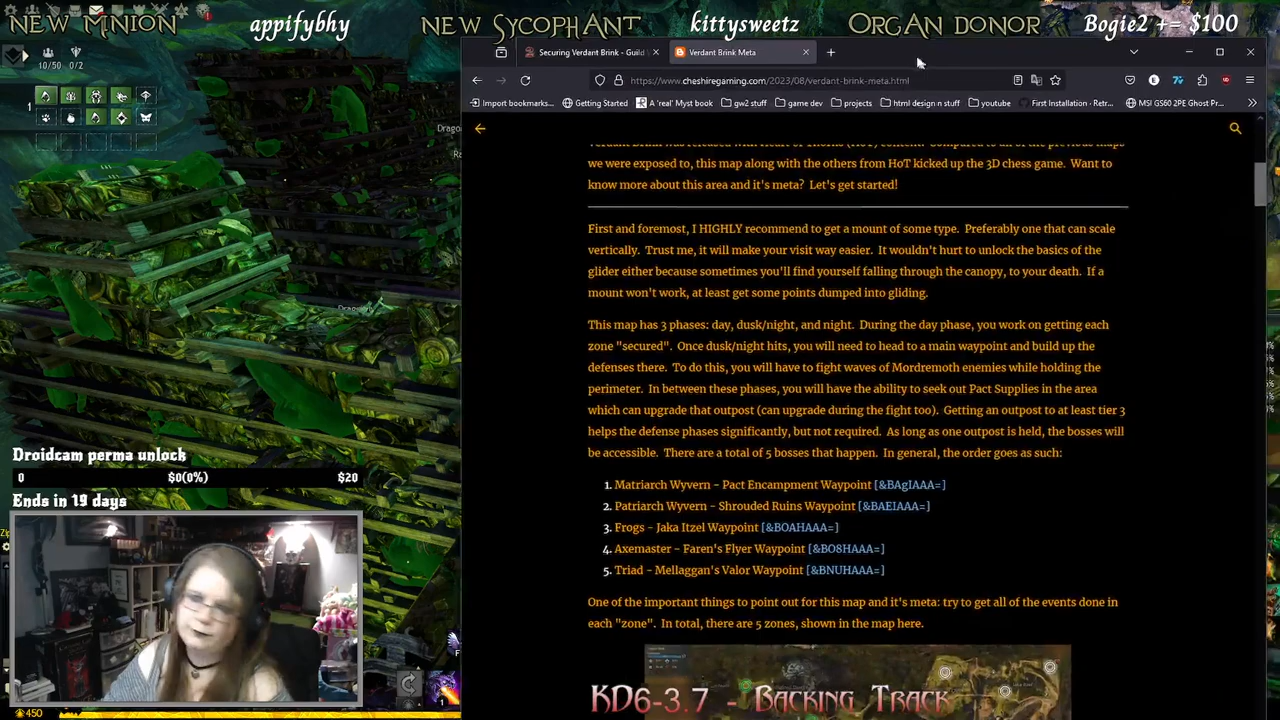 NEW MINION
appifybhy
NEW SYCOPHANT
kittysweetz
ORGAN DONOR
Bogie2 += $100
10/50 0/2
1
Securing Verdant Brink - Guild
Verdant Brink Meta
https://www.cheshiregaming.com/2023/08/verdant-brink-meta.html
Import bookmarks...
Getting Started
A 'real' Myst book
gw2 stuff
game dev
projects
html design n stuff
youtube
First Installation - Retr...
MSI GS60 2PE Ghost Pr...
we were exposed to, this map along with the others from HoT kicked up the 3D chess game. Want to
know more about this area and it's meta? Let's get started!
First and foremost, I HIGHLY recommend to get a mount of some type. Preferably one that can scale
vertically. Trust me, it will make your visit way easier. It wouldn't hurt to unlock the basics of the
glider either because sometimes you'll find yourself falling through the canopy, to your death. If a
mount won't work, at least get some points dumped into gliding.
This map has 3 phases: day, dusk/night, and night. During the day phase, you work on getting each
zone "secured". Once dusk/night hits, you will need to head to a main waypoint and build up the
defenses there. To do this, you will have to fight waves of Mordremoth enemies while holding the
perimeter. In between these phases, you will have the ability to seek out Pact Supplies in the area
which can upgrade that outpost (can upgrade during the fight too). Getting an outpost to at least tier 3
helps the defense phases significantly, but not required. As long as one outpost is held, the bosses will
be accessible. There are a total of 5 bosses that happen. In general, the order goes as such:
1. Matriarch Wyvern - Pact Encampment Waypoint [&BAgIAAA=]
2. Patriarch Wyvern - Shrouded Ruins Waypoint [&BAEIAAA=]
3. Frogs - Jaka Itzel Waypoint [&BOAHAAA=]
4. Axemaster - Faren's Flyer Waypoint [&BO8HAAA=]
5. Triad - Mellaggan's Valor Waypoint [&BNUHAAA=]
One of the important things to point out for this map and it's meta: try to get all of the events done in
each "zone". In total, there are 5 zones, shown in the map here.
KD6-3.7 - Backing Track
Droidcam perma unlock
0 $0(0%) $20
Ends in 19 days
450